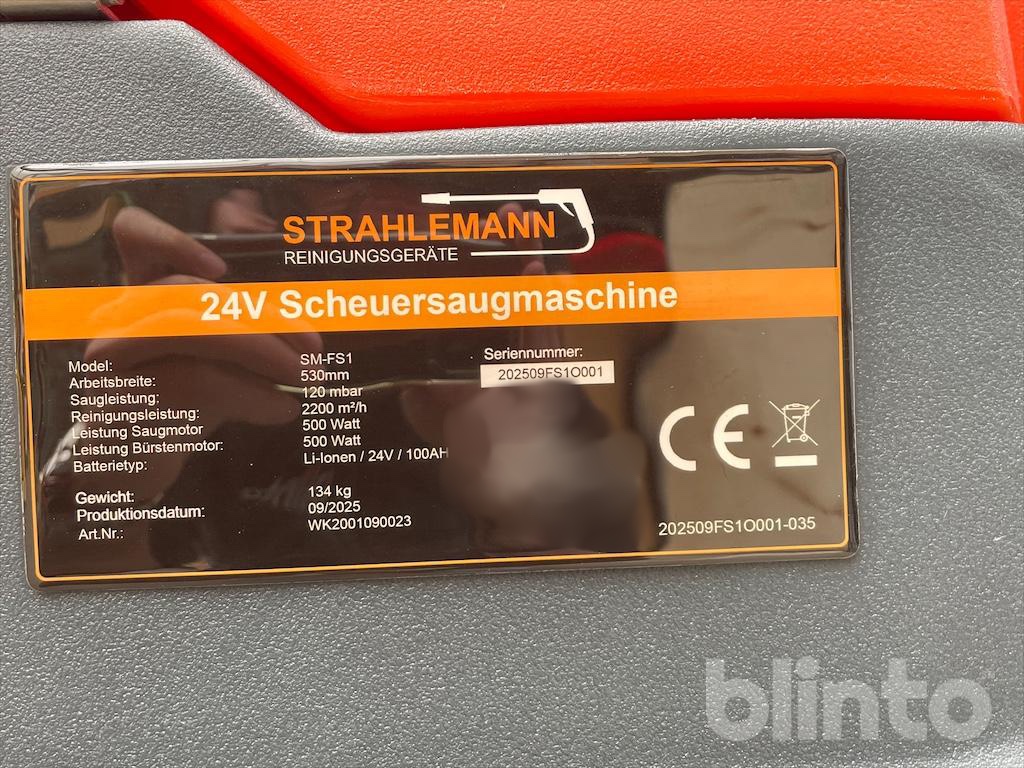 STRAHLEMANN
REINIGUNGSGERÄTE
24V Scheuersaugmaschine
Model: SM-FS1
Arbeitsbreite: 530mm
Saugleistung: 120 mbar
Reinigungsleistung: 2200 m²/h
Leistung Saugmotor 500 Watt
Leistung Bürstenmotor: 500 Watt
Batterietyp: Li-Ionen / 24V / 100AH
Gewicht: 134 kg
Produktionsdatum: 09/2025
Art.Nr.: WK2001090023
Seriennummer:
202509FS1O001
CE
202509FS1O001-035
blinto